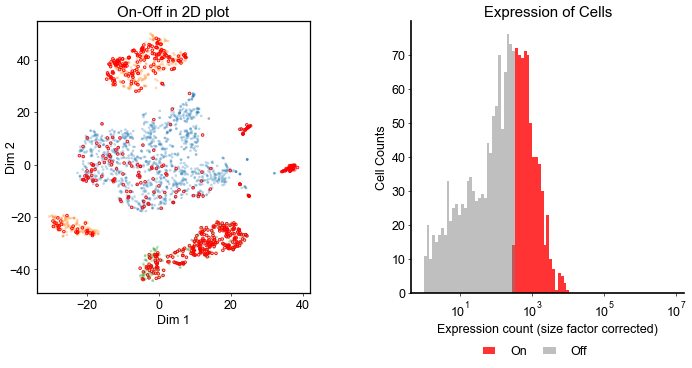 On-Off in 2D plot
40
20
0
−20
−40
Dim 2
−20
0
20
40
Dim 1
Expression of Cells
70
60
50
40
30
20
10
0
Cell Counts
10^1
10^3
10^5
10^7
Expression count (size factor corrected)
On
Off